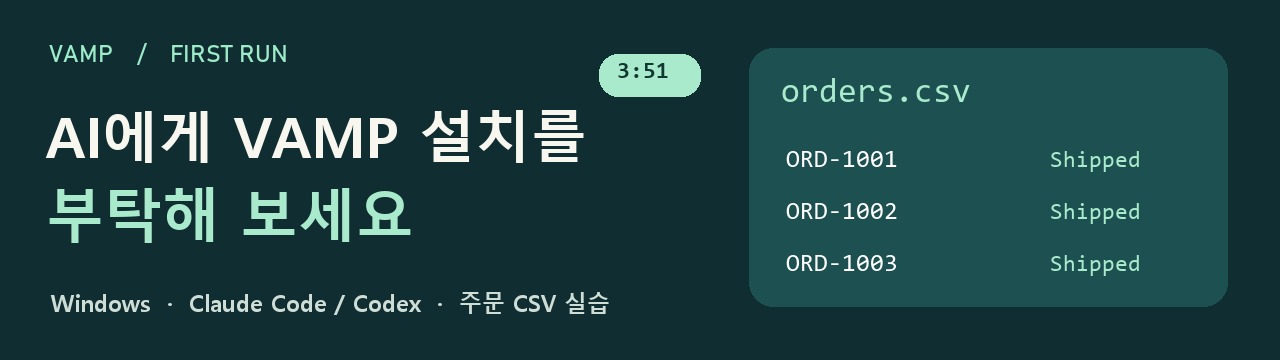 VAMP / FIRST RUN
3:51
AI에게 VAMP 설치를
부탁해 보세요
Windows · Claude Code / Codex · 주문 CSV 실습
orders.csv
ORD-1001 Shipped
ORD-1002 Shipped
ORD-1003 Shipped